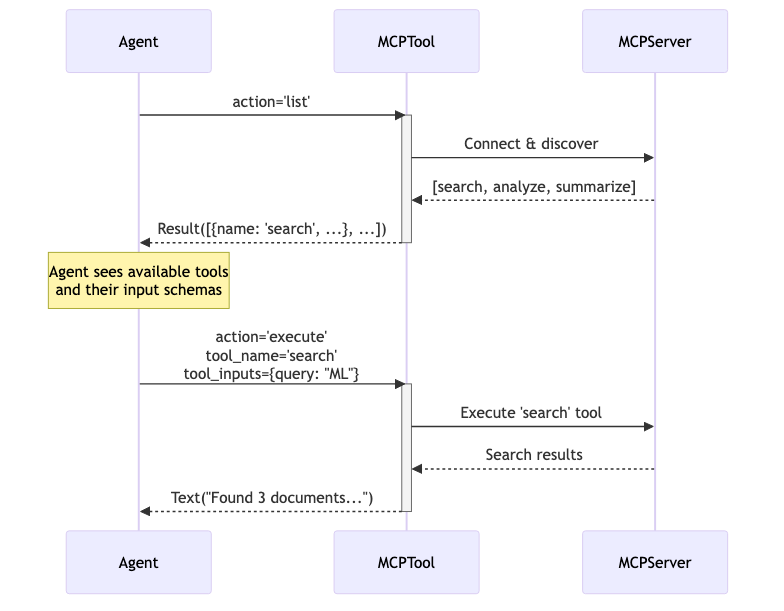 Agent
MCPTool
MCPServer
action='list'
Connect & discover
[search, analyze, summarize]
Result([{name: 'search', ...}, ...])
Agent sees available tools
and their input schemas
action='execute'
tool_name='search'
tool_inputs={query: "ML"}
Execute 'search' tool
Search results
Text("Found 3 documents...")
Agent
MCPTool
MCPServer